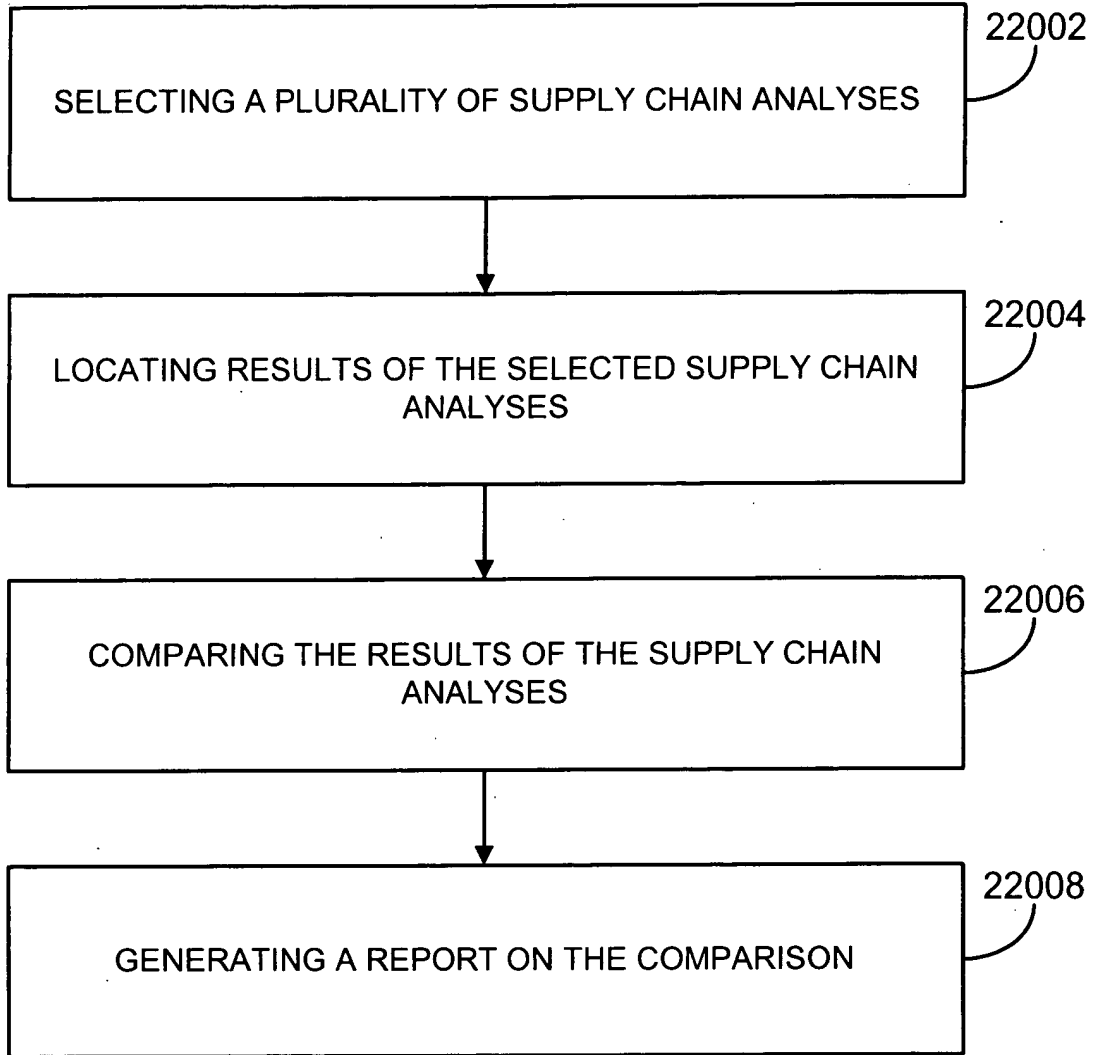 22002
SELECTING A PLURALITY OF SUPPLY CHAIN ANALYSES
22004
LOCATING RESULTS OF THE SELECTED SUPPLY CHAIN
ANALYSES
22006
COMPARING THE RESULTS OF THE SUPPLY CHAIN
ANALYSES
22008
GENERATING A REPORT ON THE COMPARISON